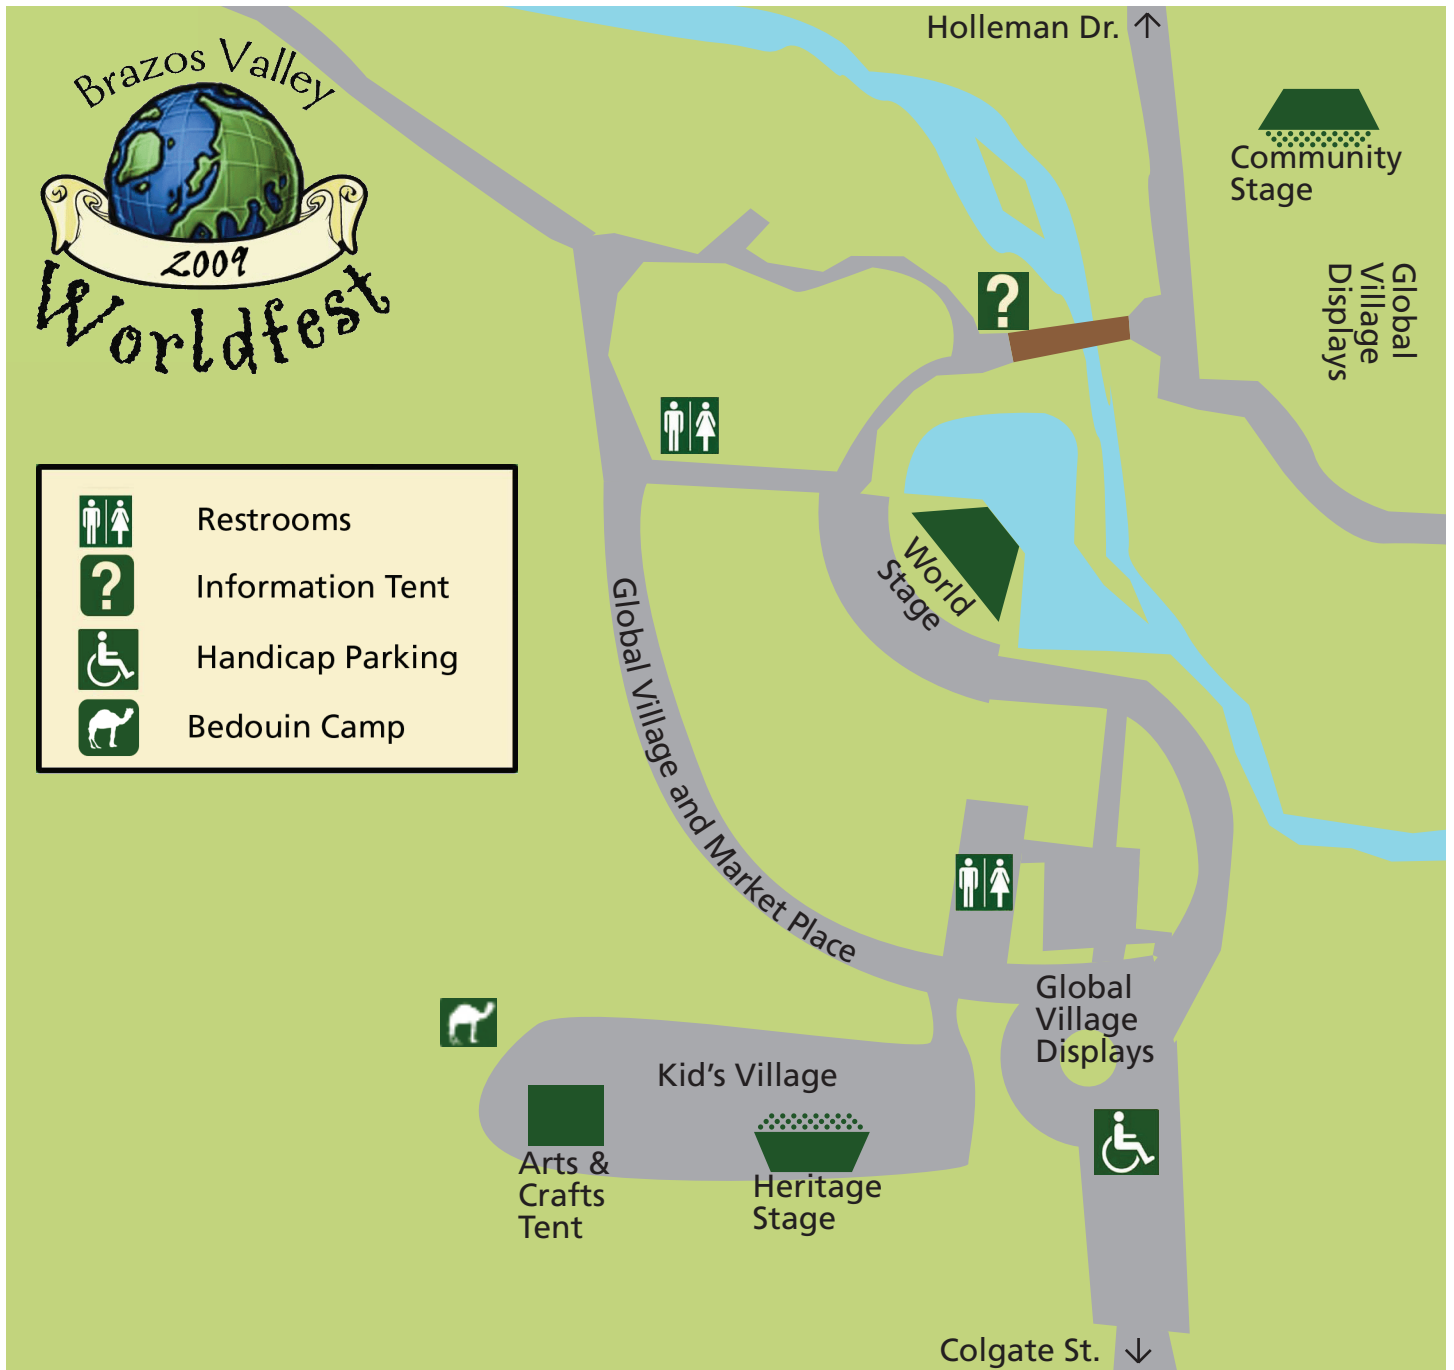 Holleman Dr. ↑
Brazos Valley
2009
Worldfest
Community
Stage
Global
Village
Displays
?
Restrooms
? Information Tent
Handicap Parking
Bedouin Camp
World
Stage
Global Village and Market Place
Global
Village
Displays
Kid's Village
Arts &
Crafts
Tent
Heritage
Stage
Colgate St. ↓